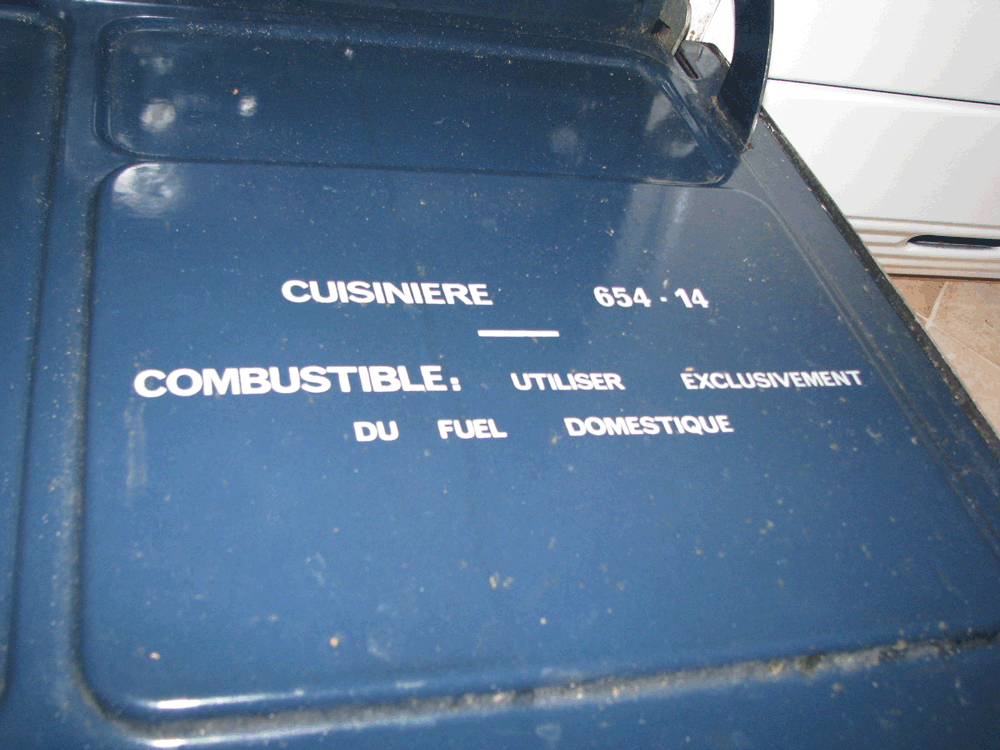 CUISINIERE 654 - 14
COMBUSTIBLE: UTILISER EXCLUSIVEMENT
DU FUEL DOMESTIQUE